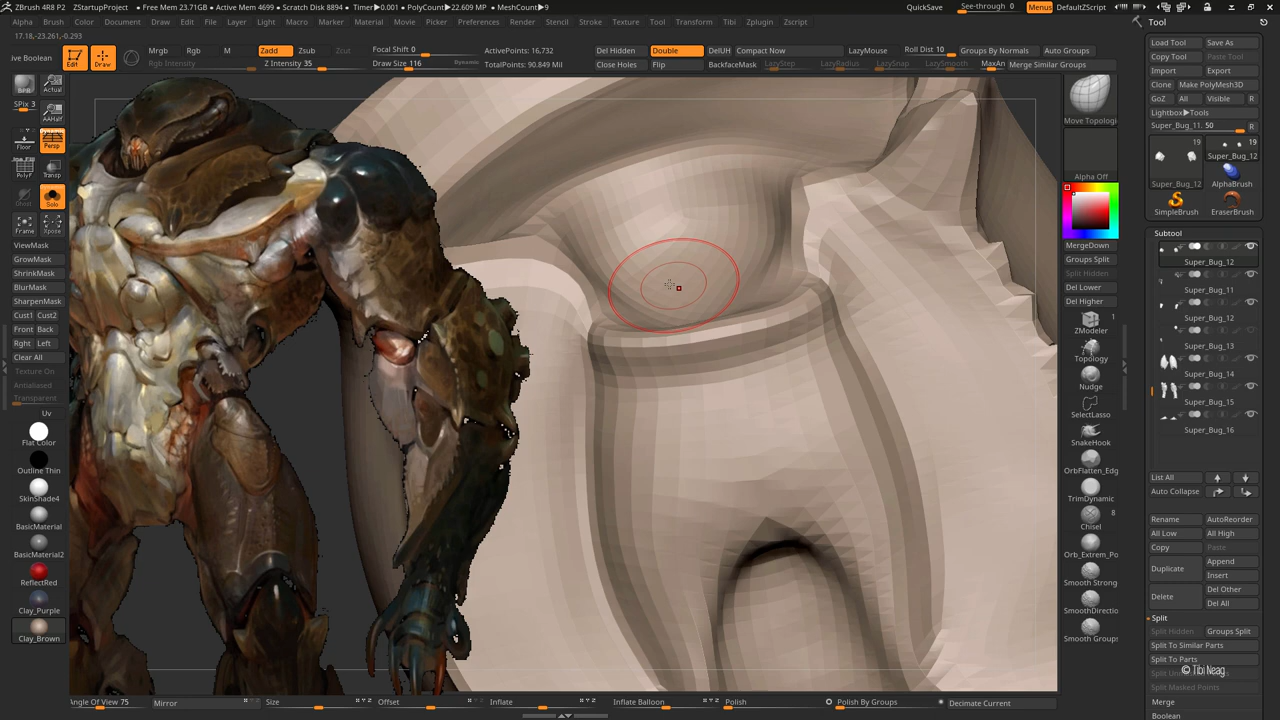 ZBrush 4R8 P2 ZStartupProject • Free Mem 23.71GB • Active Mem 4699 • Scratch Disk 8894 • Timer▶0.001 • PolyCount▶22.609 MP • MeshCount▶9
QuickSave See-through 0 Menus DefaultZScript
Alpha Brush Color Document Draw Edit File Layer Light Macro Marker Material Movie Picker Preferences Render Stencil Stroke Texture Tool Transform Tbi Zplugin Zscript
Tool
17.18,-23.261,-0.293
ive Boolean
Edit
Draw
Mrgb Rgb M Zadd Zsub Zcut Focal Shift 0 ActivePoints: 16,732 Del Hidden Double DelUH Compact Now LazyMouse Roll Dist 10 Groups By Normals Auto Groups
Rgb Intensity Z Intensity 35 Draw Size 116 Dynamic TotalPoints: 90.849 Mil Close Holes Flip BackfaceMask LazyStep LazyRadius LazySnap LazySmooth MaxAn Merge Similar Groups
BPR
Actual
SPix 3
AAHalf
Floor
Persp
PolyF
Transp
Ghost
Solo
Frame
Xpose
ViewMask
GrowMask
ShrinkMask
BlurMask
SharpenMask
Cust1 Cust2
Front Back
Rght Left
Clear All
Texture On
Antialiased
Transparent
Uv
Flat Color
Outline Thin
SkinShade4
BasicMaterial
BasicMaterial2
ReflectRed
Clay_Purple
Clay_Brown
Move Topologi
Alpha Off
MergeDown
Groups Split
Split Hidden
Del Lower
Del Higher
1
ZModeler
Topology
Nudge
SelectLasso
SnakeHook
OrbFlatten_Edg
TrimDynamic
8
Chisel
Orb_Extrem_Po
Smooth Strong
SmoothDirectio
Smooth Groups
Load Tool Save As
Copy Tool Paste Tool
Import Export
Clone Make PolyMesh3D
GoZ All Visible R
Lightbox▶Tools
Super_Bug_11. 50 R
19 19
Super_Bug_12
Super_Bug_12 AlphaBrush
SimpleBrush EraserBrush
Subtool
Super_Bug_12
Super_Bug_11
Super_Bug_12
Super_Bug_13
Super_Bug_14
Super_Bug_15
Super_Bug_16
List All
Auto Collapse
Rename AutoReorder
All Low All High
Copy Paste
Duplicate Append
Insert
Delete Del Other
Del All
Split
Split Hidden Groups Split
Split To Similar Parts
Split To Parts
© Tibi Neag
Split Masked Points
Merge
Boolean
Angle Of View 75 Mirror Size Offset Inflate Inflate Balloon Polish Polish By Groups Decimate Current